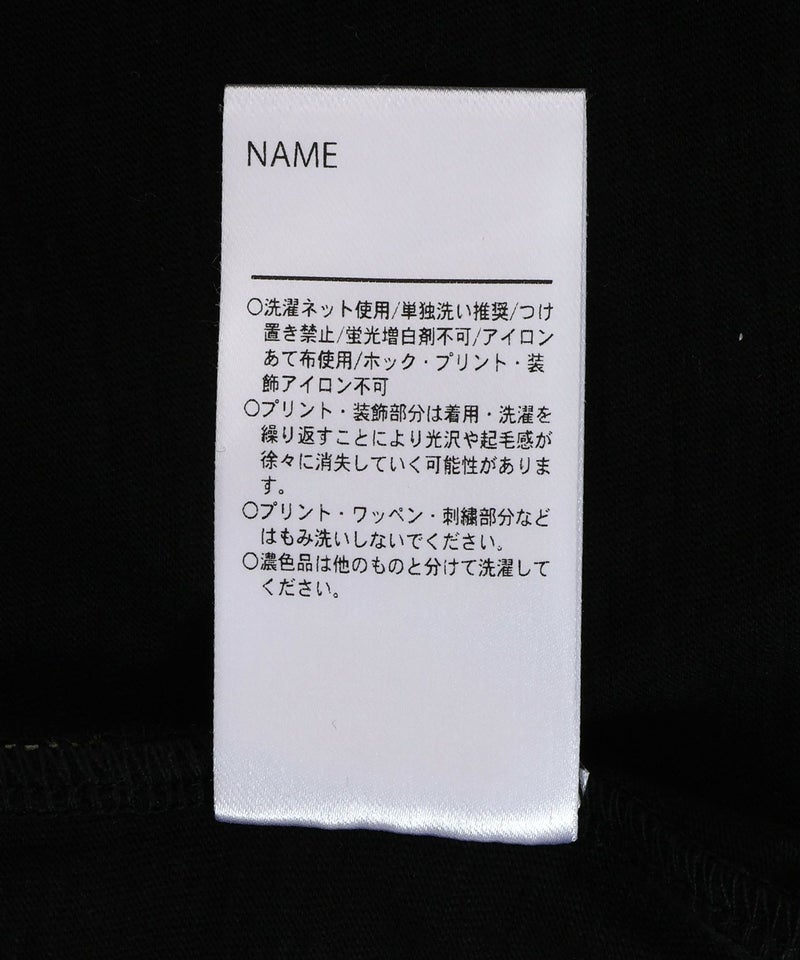 NAME
○洗濯ネット使用/単独洗い推奨/つけ
置き禁止/蛍光増白剤不可/アイロン
あて布使用/ホック・プリント・装
飾アイロン不可
○プリント・装飾部分は着用・洗濯を
繰り返すことにより光沢や起毛感が
徐々に消失していく可能性がありま
す。
○プリント・ワッペン・刺繍部分など
はもみ洗いしないでください。
○濃色品は他のものと分けて洗濯して
ください。